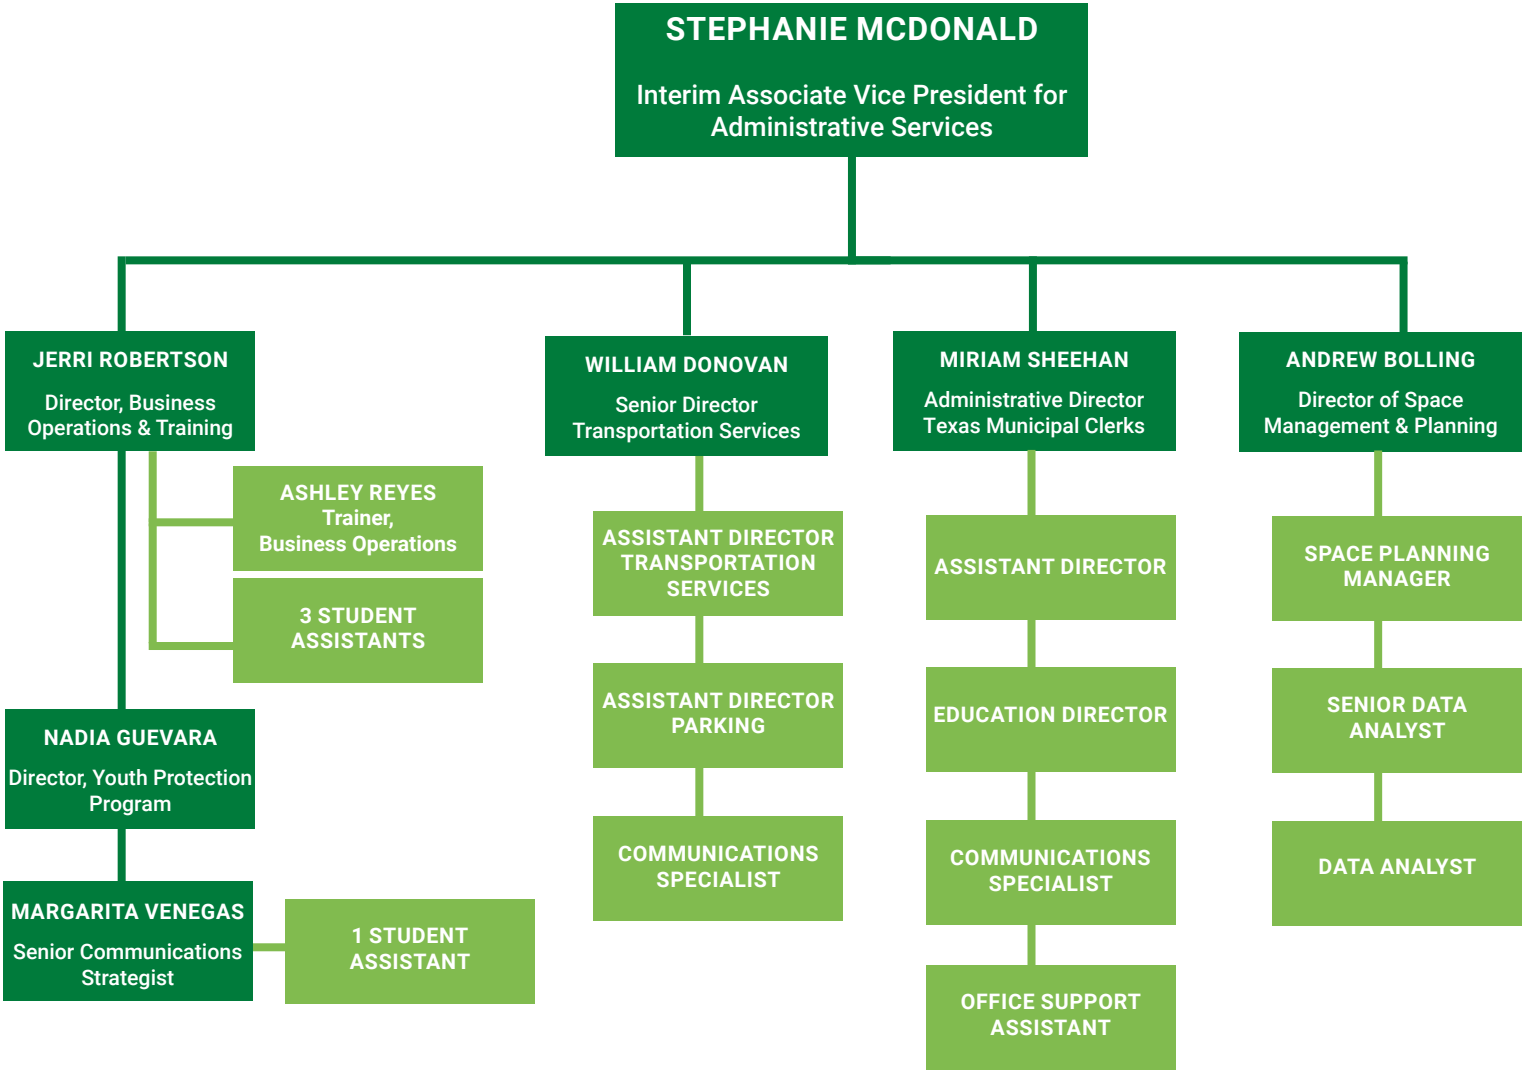 STEPHANIE MCDONALD
Interim Associate Vice President for
Administrative Services
JERRI ROBERTSON
Director, Business
Operations & Training
ASHLEY REYES
Trainer,
Business Operations
3 STUDENT
ASSISTANTS
NADIA GUEVARA
Director, Youth Protection
Program
MARGARITA VENEGAS
Senior Communications
Strategist
1 STUDENT
ASSISTANT
WILLIAM DONOVAN
Senior Director
Transportation Services
ASSISTANT DIRECTOR
TRANSPORTATION
SERVICES
ASSISTANT DIRECTOR
PARKING
COMMUNICATIONS
SPECIALIST
MIRIAM SHEEHAN
Administrative Director
Texas Municipal Clerks
ASSISTANT DIRECTOR
EDUCATION DIRECTOR
COMMUNICATIONS
SPECIALIST
OFFICE SUPPORT
ASSISTANT
ANDREW BOLLING
Director of Space
Management & Planning
SPACE PLANNING
MANAGER
SENIOR DATA
ANALYST
DATA ANALYST